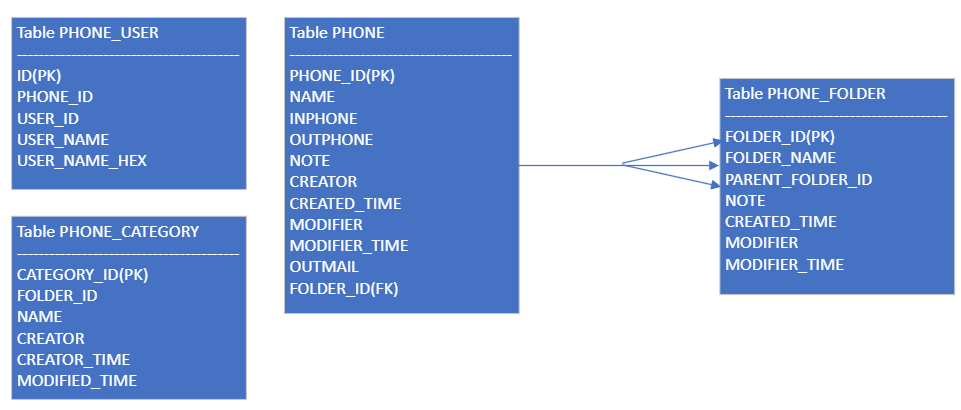 Table PHONE_USER
----------------------------------------
ID(PK)
PHONE_ID
USER_ID
USER_NAME
USER_NAME_HEX
Table PHONE_CATEGORY
----------------------------------------
CATEGORY_ID(PK)
FOLDER_ID
NAME
CREATOR
CREATOR_TIME
MODIFIED_TIME
Table PHONE
----------------------------------------
PHONE_ID(PK)
NAME
INPHONE
OUTPHONE
NOTE
CREATOR
CREATED_TIME
MODIFIER
MODIFIER_TIME
OUTMAIL
FOLDER_ID(FK)
Table PHONE_FOLDER
----------------------------------------
FOLDER_ID(PK)
FOLDER_NAME
PARENT_FOLDER_ID
NOTE
CREATED_TIME
MODIFIER
MODIFIER_TIME